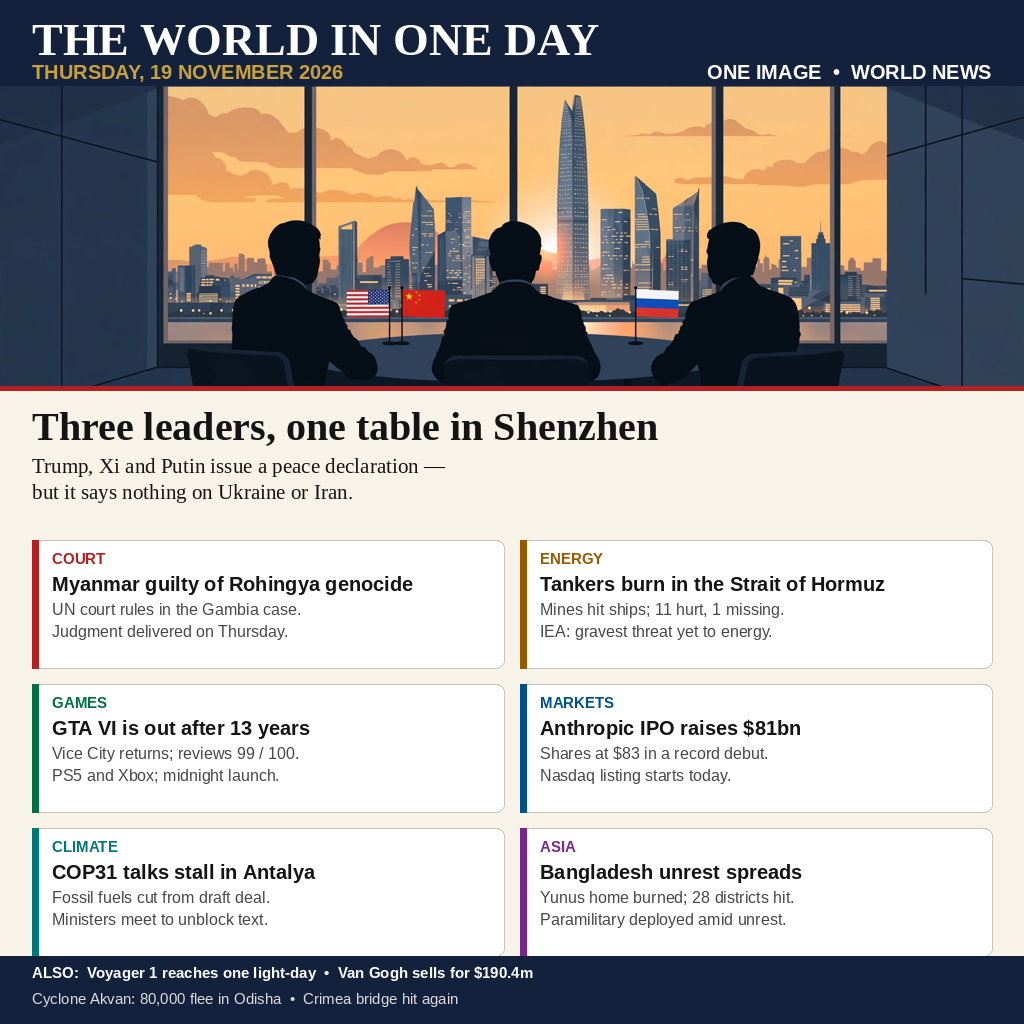 THE WORLD IN ONE DAY
THURSDAY, 19 NOVEMBER 2026
ONE IMAGE • WORLD NEWS
Three leaders, one table in Shenzhen
Trump, Xi and Putin issue a peace declaration —
but it says nothing on Ukraine or Iran.
COURT
Myanmar guilty of Rohingya genocide
UN court rules in the Gambia case.
Judgment delivered on Thursday.
ENERGY
Tankers burn in the Strait of Hormuz
Mines hit ships; 11 hurt, 1 missing.
IEA: gravest threat yet to energy.
GAMES
GTA VI is out after 13 years
Vice City returns; reviews 99 / 100.
PS5 and Xbox; midnight launch.
MARKETS
Anthropic IPO raises $81bn
Shares at $83 in a record debut.
Nasdaq listing starts today.
CLIMATE
COP31 talks stall in Antalya
Fossil fuels cut from draft deal.
Ministers meet to unblock text.
ASIA
Bangladesh unrest spreads
Yunus home burned; 28 districts hit.
Paramilitary deployed amid unrest.
ALSO: Voyager 1 reaches one light-day • Van Gogh sells for $190.4m
Cyclone Akvan: 80,000 flee in Odisha • Crimea bridge hit again